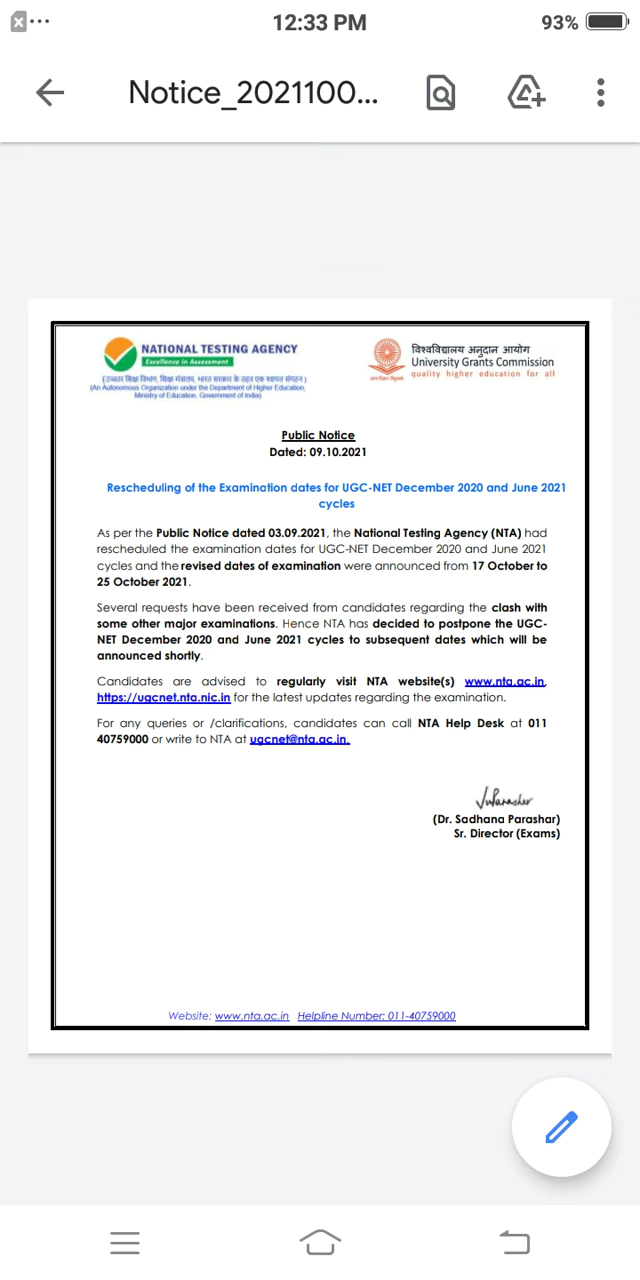 12:33 PM
93%
Notice_2021100...
NATIONAL TESTING AGENCY
Excellence in Assessment
(उच्चतर शिक्षा विभाग, शिक्षा मंत्रालय, भारत सरकार के तहत एक स्वायत्त संगठन)
(An Autonomous Organization under the Department of Higher Education,
Ministry of Education, Government of India)
विश्वविद्यालय अनुदान आयोग
University Grants Commission
quality higher education for all
Public Notice
Dated: 09.10.2021
Rescheduling of the Examination dates for UGC-NET December 2020 and June 2021
cycles
As per the Public Notice dated 03.09.2021, the National Testing Agency (NTA) had
rescheduled the examination dates for UGC-NET December 2020 and June 2021
cycles and the revised dates of examination were announced from 17 October to
25 October 2021.
Several requests have been received from candidates regarding the clash with
some other major examinations. Hence NTA has decided to postpone the UGC-
NET December 2020 and June 2021 cycles to subsequent dates which will be
announced shortly.
Candidates are advised to regularly visit NTA website(s) www.nta.ac.in,
https://ugcnet.nta.nic.in for the latest updates regarding the examination.
For any queries or /clarifications, candidates can call NTA Help Desk at 011
40759000 or write to NTA at ugcnet@nta.ac.in.
(Dr. Sadhana Parashar)
Sr. Director (Exams)
Website: www.nta.ac.in Helpline Number: 011-40759000